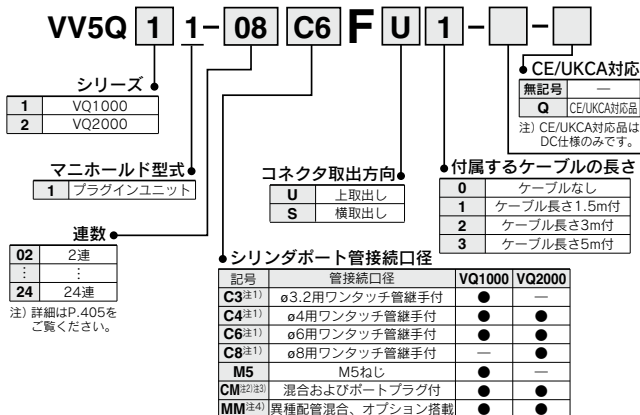 VV5Q 1 1 - 08 C6 F U 1 - -
シリーズ
1 VQ1000
2 VQ2000
マニホールド型式
1 プラグインユニット
連数
02 2連
⋮ ⋮
24 24連
注) 詳細はP.405を
ご覧ください。
コネクタ取出方向
U 上取出し
S 横取出し
CE/UKCA対応
無記号 —
Q CE/UKCA対応品
注) CE/UKCA対応品は
DC仕様のみです。
付属するケーブルの長さ
0 ケーブルなし
1 ケーブル長さ1.5m付
2 ケーブル長さ3m付
3 ケーブル長さ5m付
シリンダポート管接続口径
記号 管接続口径 VQ1000 VQ2000
C3注1) ø3.2用ワンタッチ管継手付 ● —
C4注1) ø4用ワンタッチ管継手付 ● ●
C6注1) ø6用ワンタッチ管継手付 ● ●
C8注1) ø8用ワンタッチ管継手付 — ●
M5 M5ねじ ● ●
CM注2)注3) 混合およびポートプラグ付 ● ●
MM注4) 異種配管混合、オプション搭載 ● ●